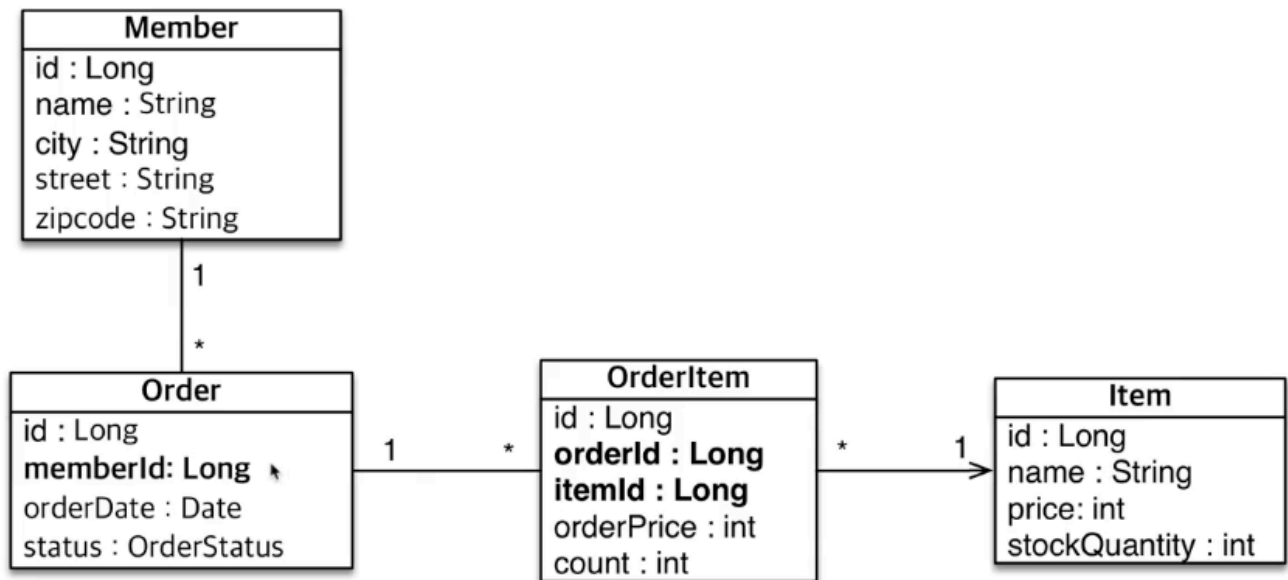 Member
id : Long
name : String
city : String
street : String
zipcode : String
1
*
Order
id : Long
memberId: Long
orderDate : Date
status : OrderStatus
1
*
OrderItem
id : Long
orderId : Long
itemId : Long
orderPrice : int
count : int
*
1
Item
id : Long
name : String
price: int
stockQuantity : int